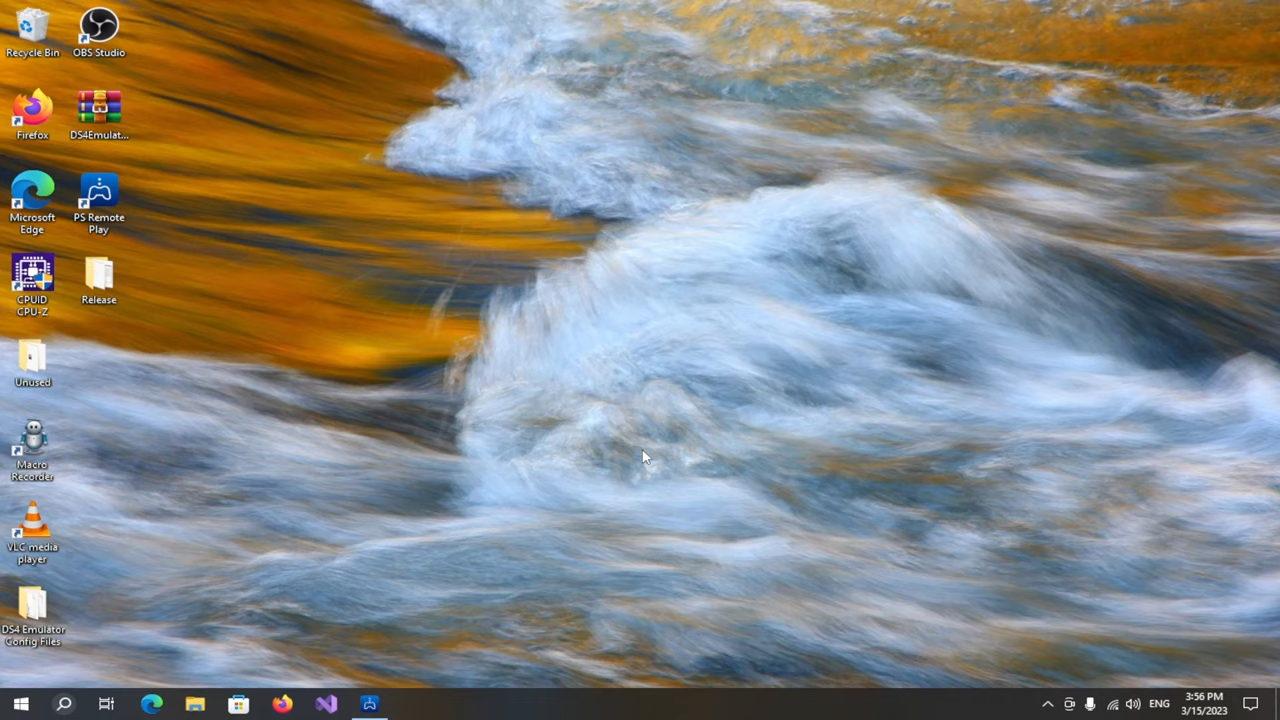 Recycle Bin
OBS Studio
Firefox
DS4Emulat...
Microsoft
Edge
PS Remote
Play
CPUID
CPU-Z
Release
Unused
Macro
Recorder
VLC media
player
DS4 Emulator
Config Files
ENG
3:56 PM
3/15/2023